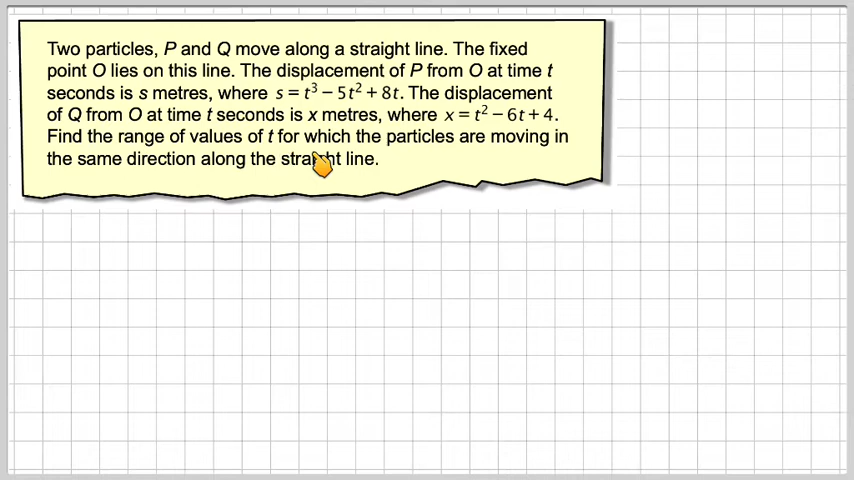 Two particles, P and Q move along a straight line. The fixed
point O lies on this line. The displacement of P from O at time t
seconds is s metres, where s = t³ – 5t² + 8t. The displacement
of Q from O at time t seconds is x metres, where x = t² – 6t + 4.
Find the range of values of t for which the particles are moving in
the same direction along the straight line.